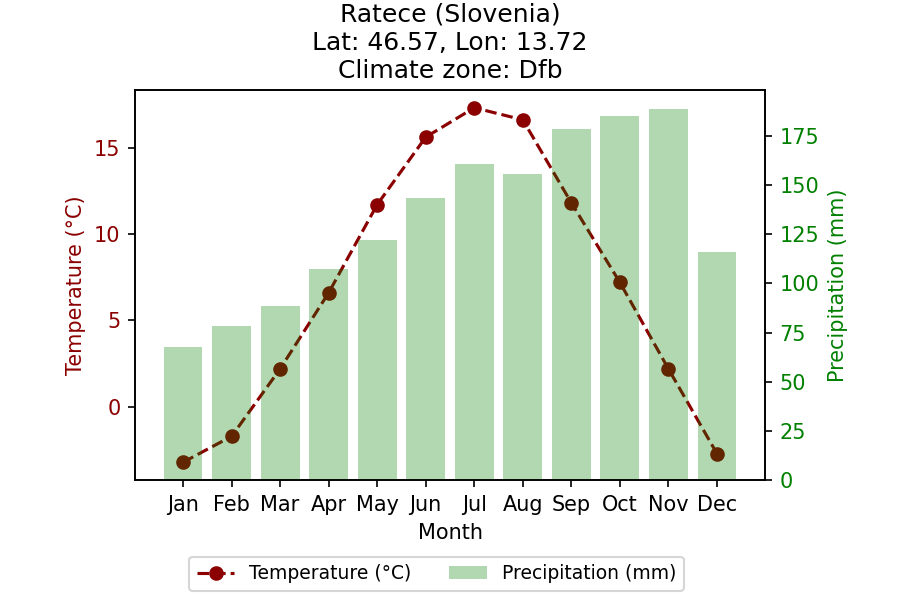 Ratece (Slovenia)
Lat: 46.57, Lon: 13.72
Climate zone: Dfb
Temperature (°C)
15
10
5
0
175
150
125
100
75
50
25
0
Precipitation (mm)
Jan Feb Mar Apr May Jun Jul Aug Sep Oct Nov Dec
Month
Temperature (°C) Precipitation (mm)